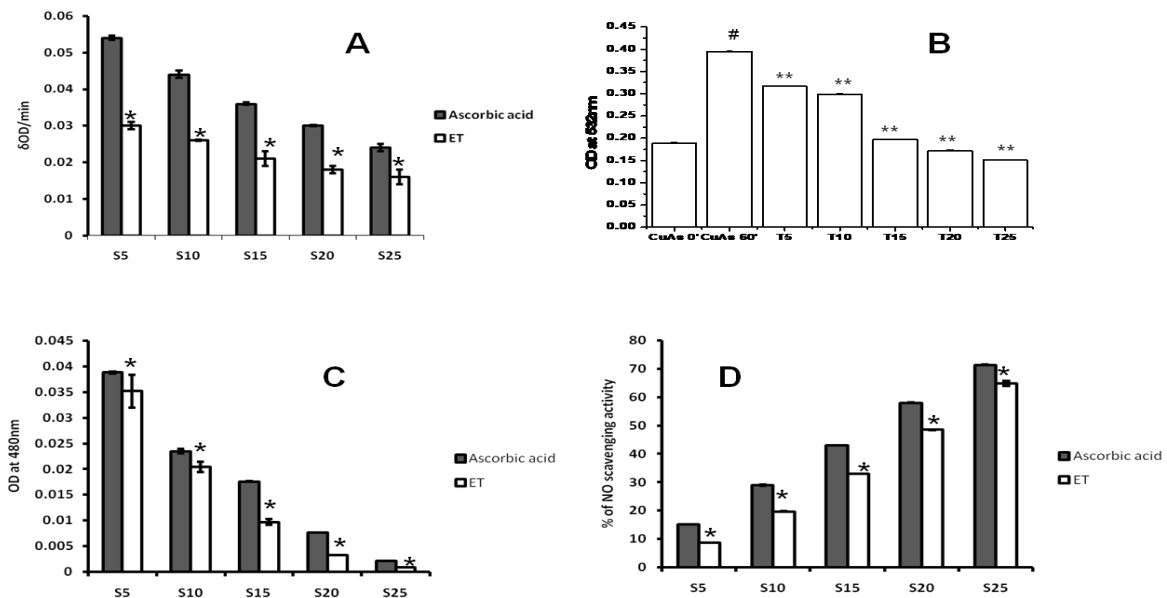 A
0.06
0.05
0.04
0.03
0.02
0.01
0
δOD/min
* * * * *
S5 S10 S15 S20 S25
Ascorbic acid
ET
B
0.50
0.45
0.40
0.35
0.30
0.25
0.20
0.15
0.10
0.05
0.00
OD at 532nm
#
** ** ** ** **
CuAs 0' CuAs 60' T5 T10 T15 T20 T25
C
0.045
0.04
0.035
0.03
0.025
0.02
0.015
0.01
0.005
0
OD at 480nm
* * * * *
S5 S10 S15 S20 S25
Ascorbic acid
ET
D
80
70
60
50
40
30
20
10
0
% of NO scavenging activity
* * * * *
S5 S10 S15 S20 S25
Ascorbic acid
ET